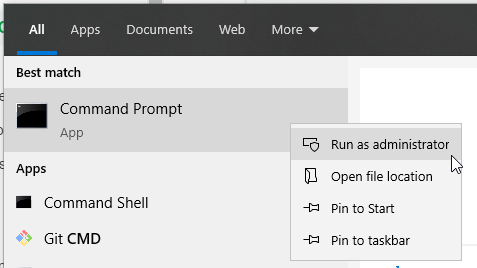 All Apps Documents Web More
Best match
Command Prompt
App
Run as administrator
Open file location
Pin to Start
Pin to taskbar
Apps
Command Shell
Git CMD